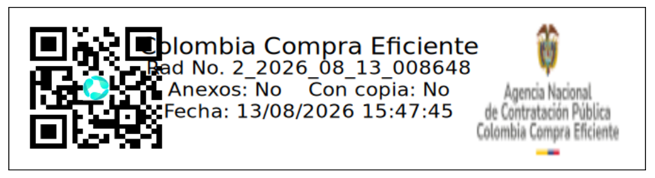 Colombia Compra Eficiente
Rad No. 2_2026_08_13_008648
Anexos: No Con copia: No
Fecha: 13/08/2026 15:47:45
Agencia Nacional
de Contratación Pública
Colombia Compra Eficiente